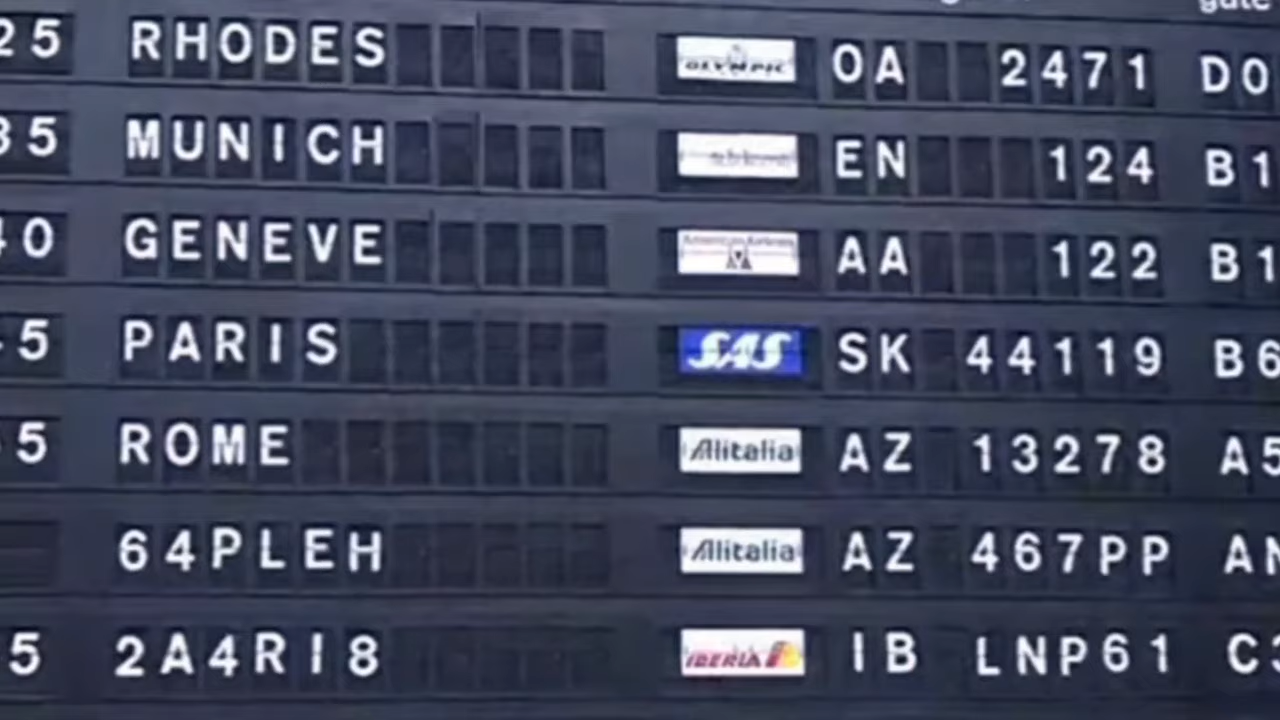 gate
25 RHODES OLYMPIC OA 2471 D0
35 MUNICH EN 124 B1
40 GENEVE American Airlines AA 122 B1
5 PARIS SAS SK 44119 B6
5 ROME Alitalia AZ 13278 A5
64PLEH Alitalia AZ 467PP AN
5 2A4RI8 IBERIA IB LNP61 C3